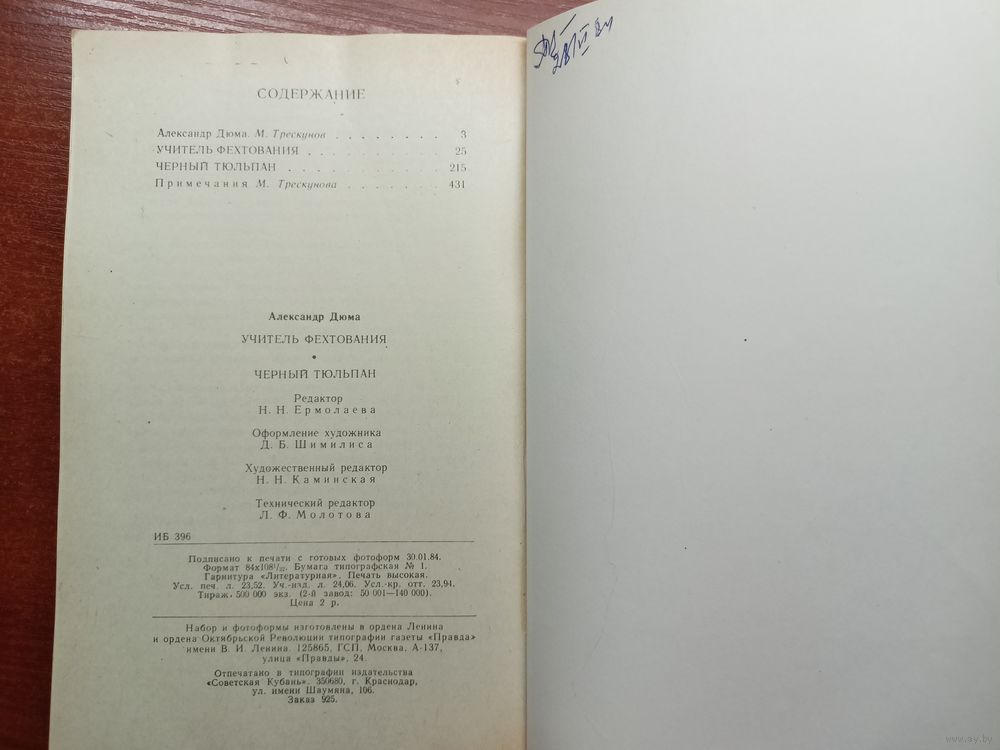 СОДЕРЖАНИЕ
Александр Дюма. М. Трескунов . . . . . . . . 3
УЧИТЕЛЬ ФЕХТОВАНИЯ . . . . . . . . . . 25
ЧЕРНЫЙ ТЮЛЬПАН . . . . . . . . . . . 215
Примечания М. Трескунова . . . . . . . 431
Александр Дюма
УЧИТЕЛЬ ФЕХТОВАНИЯ
•
ЧЕРНЫЙ ТЮЛЬПАН
Редактор
Н. Н. Ермолаева
Оформление художника
Д. Б. Шимилиса
Художественный редактор
Н. Н. Каминская
Технический редактор
Л. Ф. Молотова
ИБ 396
Подписано к печати с готовых фотоформ 30.01.84.
Формат 84х108¹/₃₂. Бумага типографская № 1.
Гарнитура «Литературная». Печать высокая.
Усл. печ. л. 23,52. Уч.-изд. л. 24,06. Усл.-кр. отт. 23,94.
Тираж 500 000 экз. (2-й завод: 50 001—140 000).
Цена 2 р.
Набор и фотоформы изготовлены в ордена Ленина
и ордена Октябрьской Революции типографии газеты «Правда»
имени В. И. Ленина. 125865, ГСП, Москва, А-137,
улица «Правды», 24.
Отпечатано в типографии издательства
«Советская Кубань». 350680, г. Краснодар,
ул. имени Шаумяна, 106.
Заказ 925.
www.ay.by